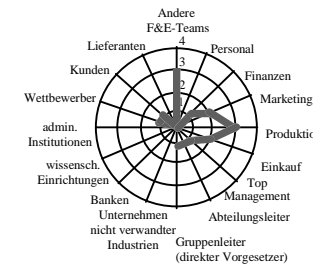 Andere
F&E-Teams
Lieferanten
Personal
Kunden
Finanzen
Wettbewerber
Marketing
admin.
Institutionen
Produktio
wissensch.
Einrichtungen
Einkauf
Top
Management
Banken
Abteilungsleiter
Unternehmen
nicht verwandter
Industrien
Gruppenleiter
(direkter Vorgesetzer)
4
3
2
1